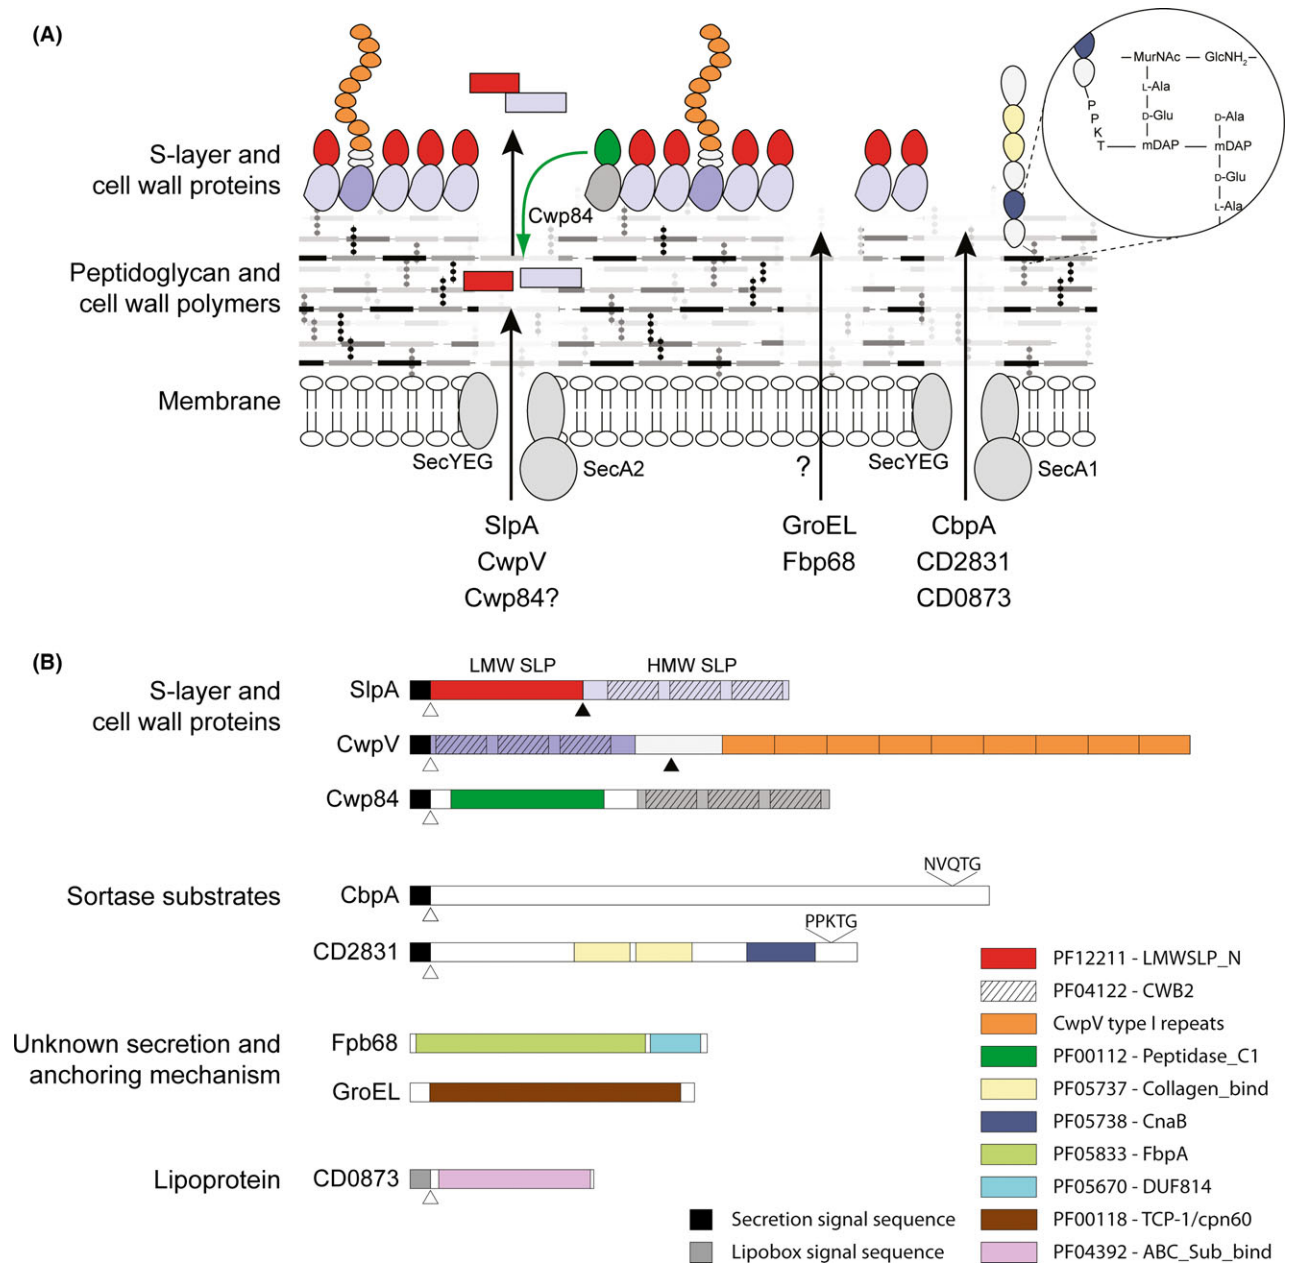 (A)
S-layer and
cell wall proteins
Peptidoglycan and
cell wall polymers
Membrane
Cwp84
SecYEG
SecA2
?
SecYEG
SecA1
SlpA
CwpV
Cwp84?
GroEL
Fbp68
CbpA
CD2831
CD0873
P
P
K
T
MurNAc
GlcNH2
L-Ala
D-Glu
mDAP
D-Ala
mDAP
D-Glu
L-Ala
(B)
S-layer and
cell wall proteins
LMW SLP
HMW SLP
SlpA
CwpV
Cwp84
Sortase substrates
CbpA
NVQTG
CD2831
PPKTG
Unknown secretion and
anchoring mechanism
Fpb68
GroEL
Lipoprotein
CD0873
Secretion signal sequence
Lipobox signal sequence
PF12211 - LMWSLP_N
PF04122 - CWB2
CwpV type I repeats
PF00112 - Peptidase_C1
PF05737 - Collagen_bind
PF05738 - CnaB
PF05833 - FbpA
PF05670 - DUF814
PF00118 - TCP-1/cpn60
PF04392 - ABC_Sub_bind